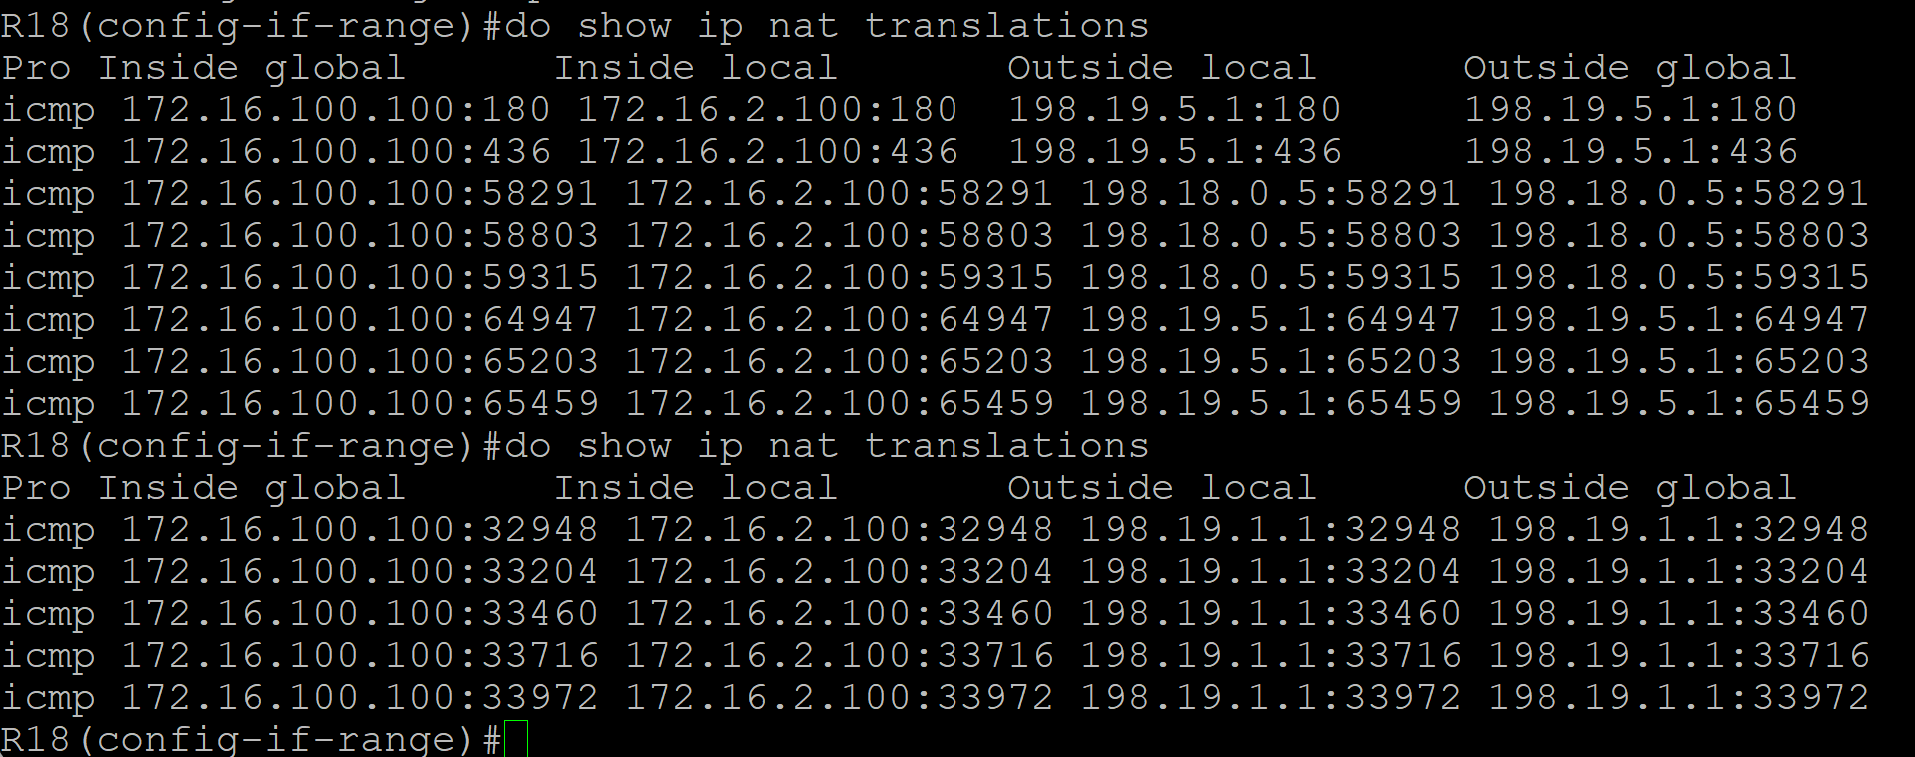 R18(config-if-range)#do show ip nat translations
Pro Inside global      Inside local       Outside local      Outside global
icmp 172.16.100.100:180 172.16.2.100:180  198.19.5.1:180     198.19.5.1:180
icmp 172.16.100.100:436 172.16.2.100:436  198.19.5.1:436     198.19.5.1:436
icmp 172.16.100.100:58291 172.16.2.100:58291 198.18.0.5:58291 198.18.0.5:58291
icmp 172.16.100.100:58803 172.16.2.100:58803 198.18.0.5:58803 198.18.0.5:58803
icmp 172.16.100.100:59315 172.16.2.100:59315 198.18.0.5:59315 198.18.0.5:59315
icmp 172.16.100.100:64947 172.16.2.100:64947 198.19.5.1:64947 198.19.5.1:64947
icmp 172.16.100.100:65203 172.16.2.100:65203 198.19.5.1:65203 198.19.5.1:65203
icmp 172.16.100.100:65459 172.16.2.100:65459 198.19.5.1:65459 198.19.5.1:65459
R18(config-if-range)#do show ip nat translations
Pro Inside global      Inside local       Outside local      Outside global
icmp 172.16.100.100:32948 172.16.2.100:32948 198.19.1.1:32948 198.19.1.1:32948
icmp 172.16.100.100:33204 172.16.2.100:33204 198.19.1.1:33204 198.19.1.1:33204
icmp 172.16.100.100:33460 172.16.2.100:33460 198.19.1.1:33460 198.19.1.1:33460
icmp 172.16.100.100:33716 172.16.2.100:33716 198.19.1.1:33716 198.19.1.1:33716
icmp 172.16.100.100:33972 172.16.2.100:33972 198.19.1.1:33972 198.19.1.1:33972
R18(config-if-range)#